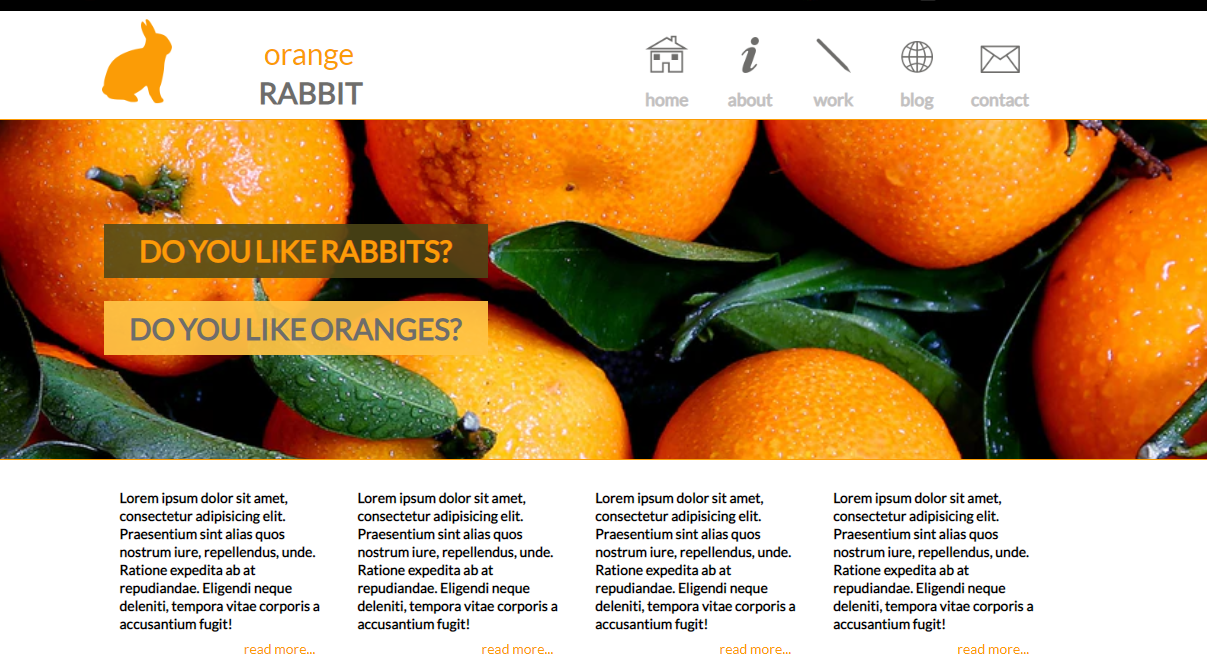 orange
RABBIT
home about work blog contact
DO YOU LIKE RABBITS?
DO YOU LIKE ORANGES?
Lorem ipsum dolor sit amet,
consectetur adipisicing elit.
Praesentium sint alias quos
nostrum iure, repellendus, unde.
Ratione expedita ab at
repudiandae. Eligendi neque
deleniti, tempora vitae corporis a
accusantium fugit!
read more...
Lorem ipsum dolor sit amet,
consectetur adipisicing elit.
Praesentium sint alias quos
nostrum iure, repellendus, unde.
Ratione expedita ab at
repudiandae. Eligendi neque
deleniti, tempora vitae corporis a
accusantium fugit!
read more...
Lorem ipsum dolor sit amet,
consectetur adipisicing elit.
Praesentium sint alias quos
nostrum iure, repellendus, unde.
Ratione expedita ab at
repudiandae. Eligendi neque
deleniti, tempora vitae corporis a
accusantium fugit!
read more...
Lorem ipsum dolor sit amet,
consectetur adipisicing elit.
Praesentium sint alias quos
nostrum iure, repellendus, unde.
Ratione expedita ab at
repudiandae. Eligendi neque
deleniti, tempora vitae corporis a
accusantium fugit!
read more...